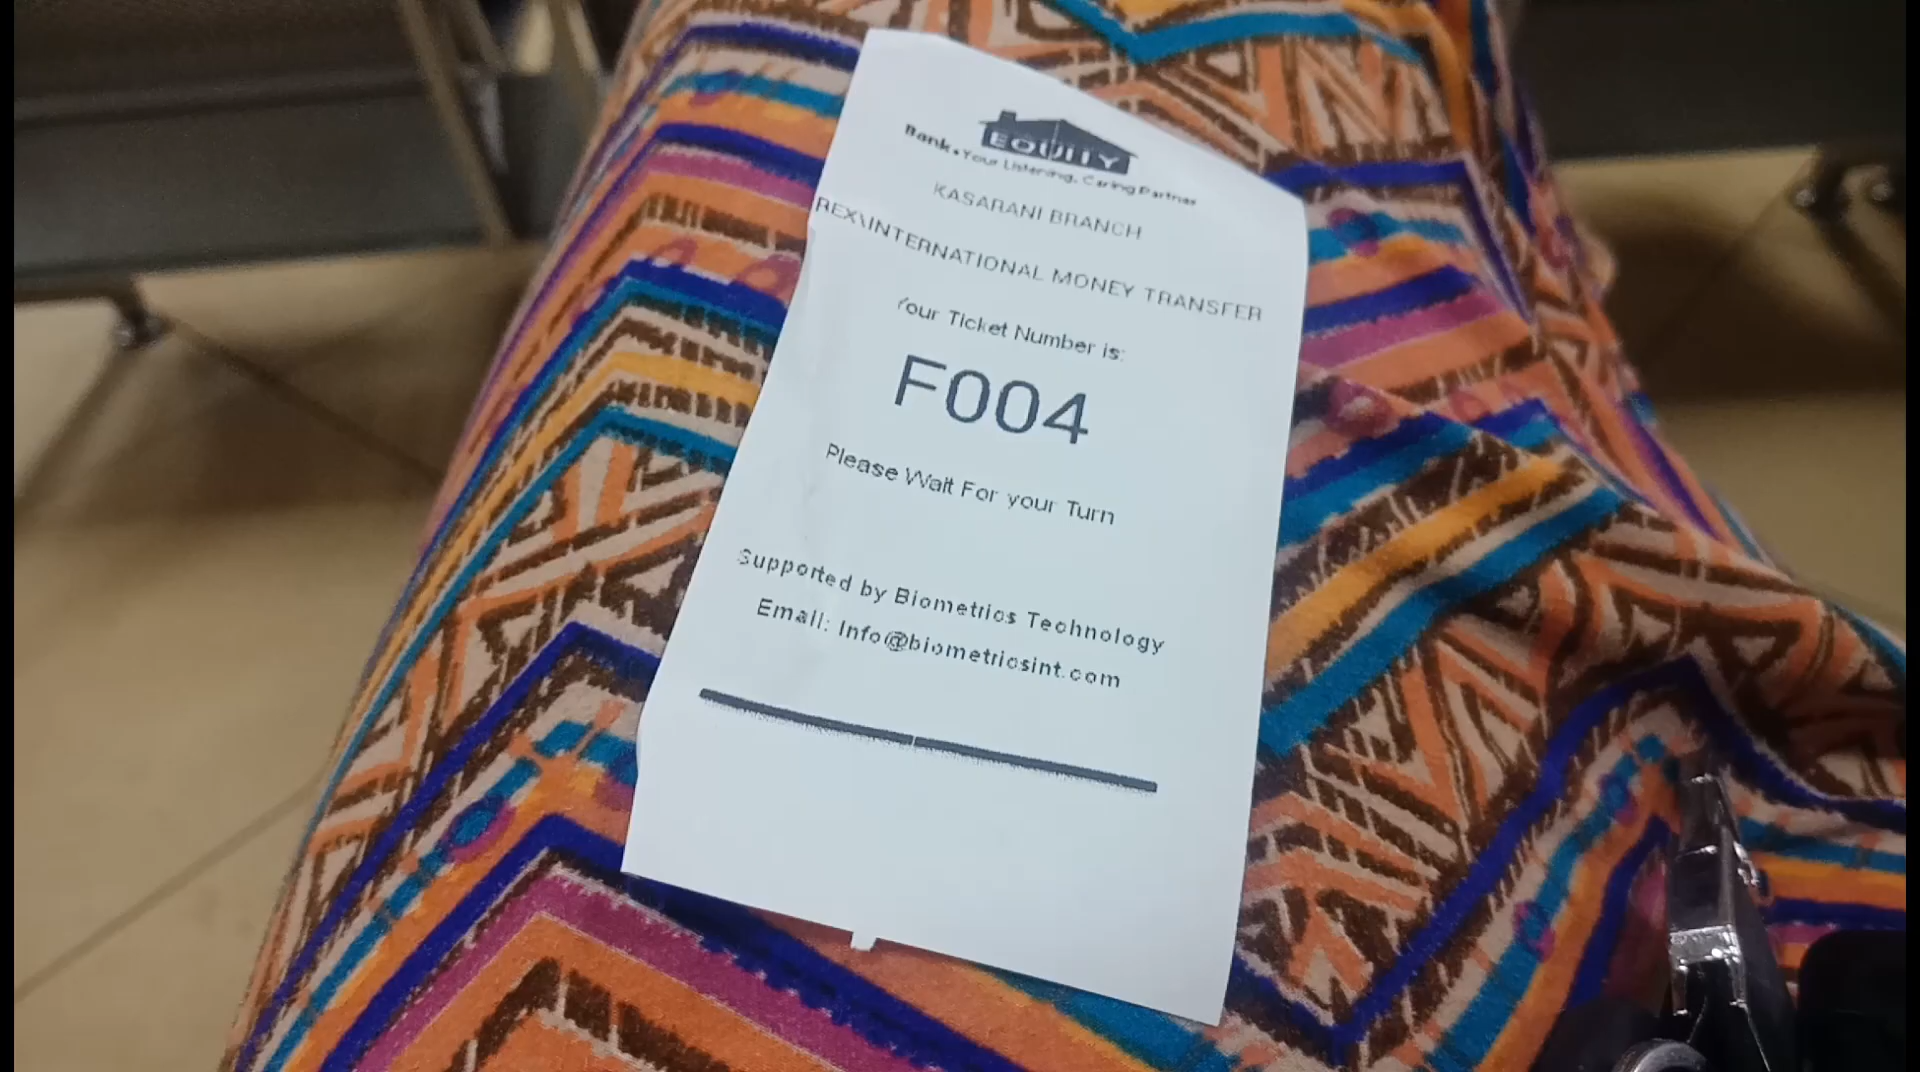 EQUITY
Bank. Your Listening, Caring Partner
KASARANI BRANCH
REX\INTERNATIONAL MONEY TRANSFER
Your Ticket Number is:
F004
Please Wait For your Turn
Supported by Biometrics Technology
Email: Info@biometricsint.com